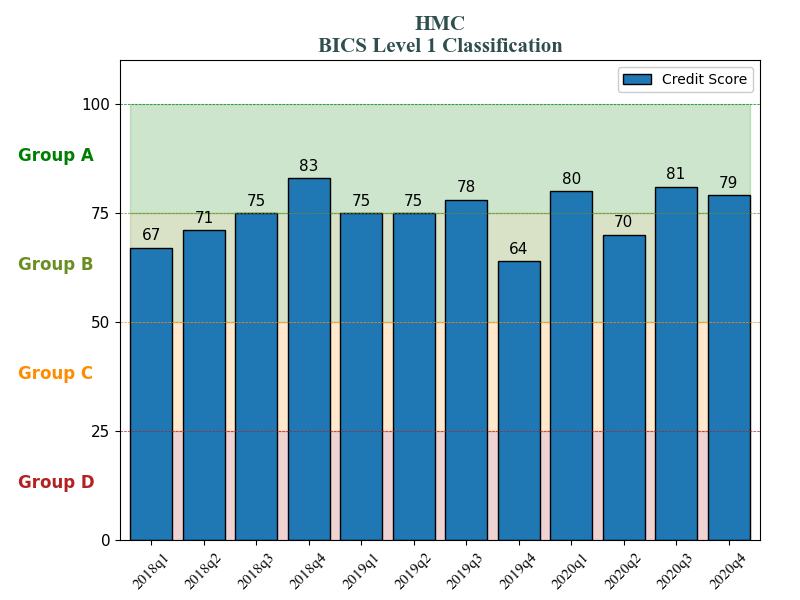 HMC
BICS Level 1 Classification
Credit Score
100
75
50
25
0
Group A
Group B
Group C
Group D
67
71
75
83
75
75
78
64
80
70
81
79
2018q1
2018q2
2018q3
2018q4
2019q1
2019q2
2019q3
2019q4
2020q1
2020q2
2020q3
2020q4